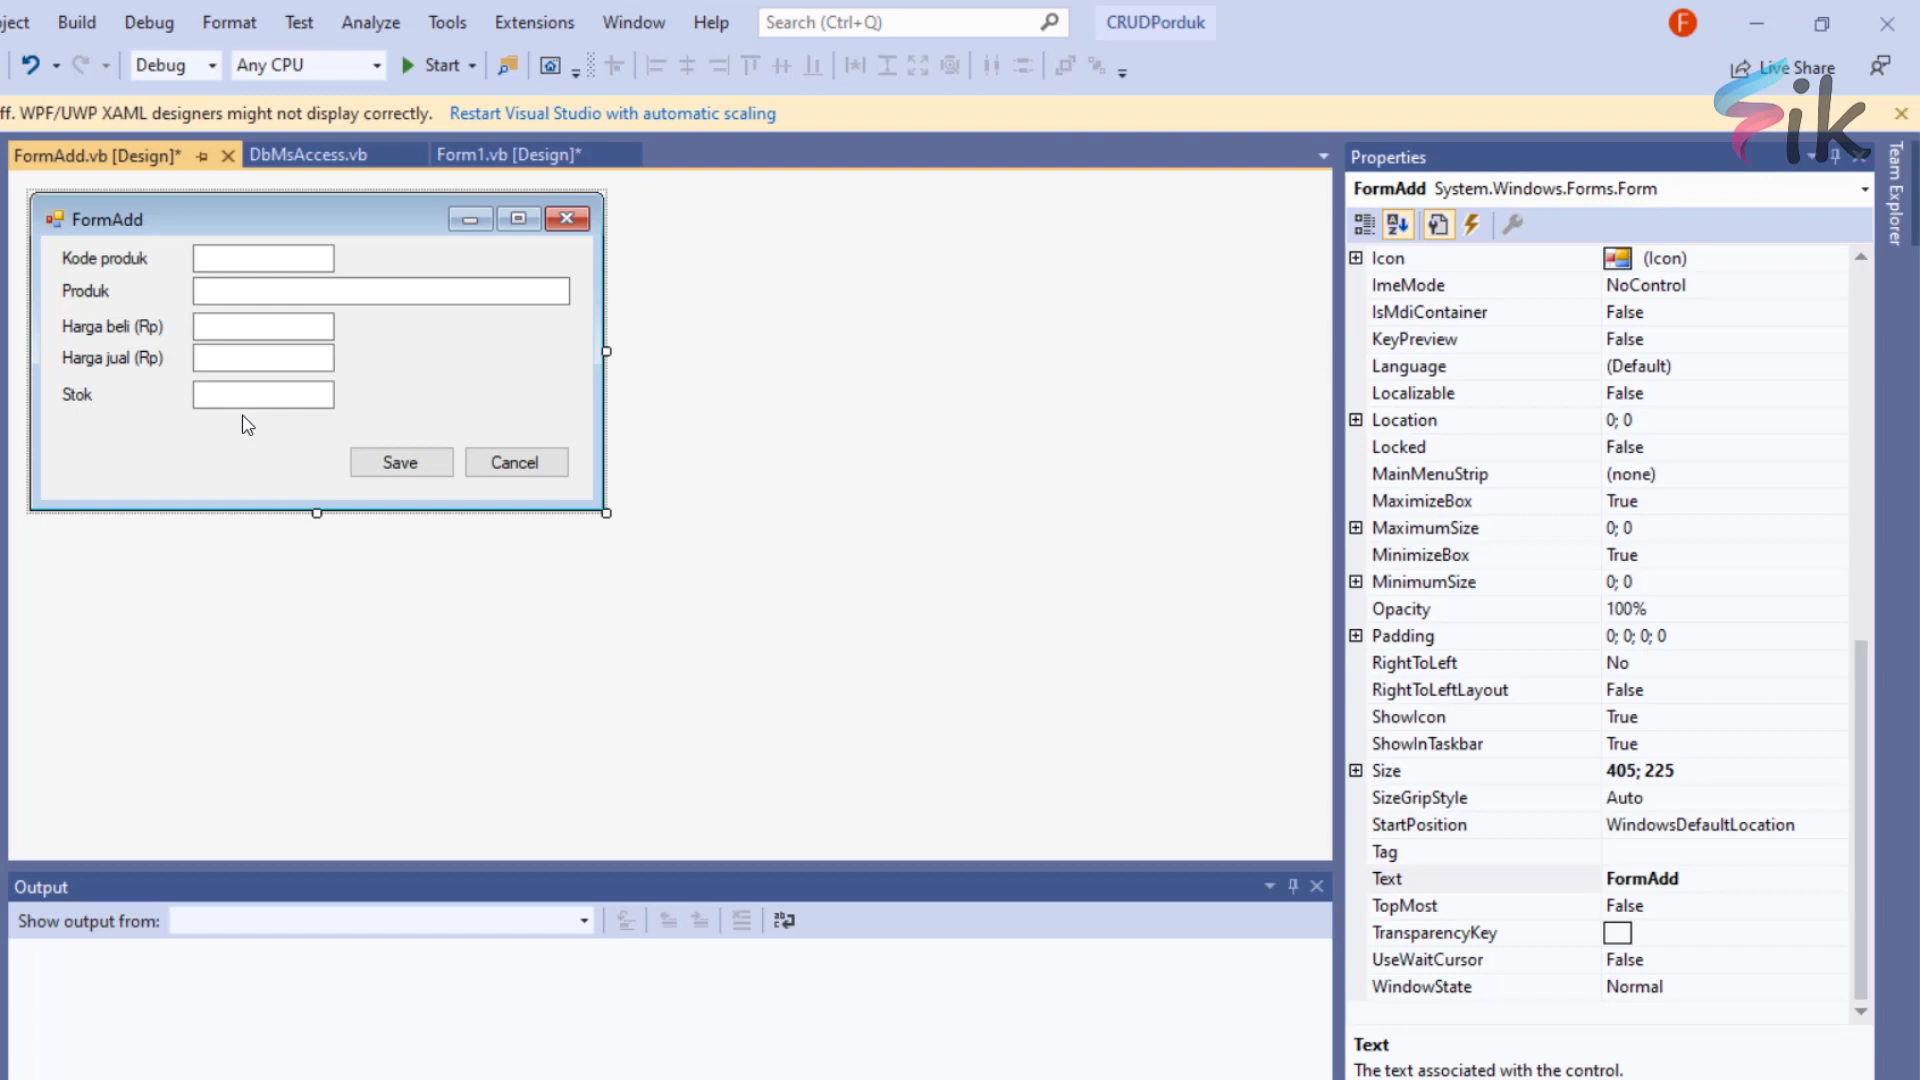 ject Build Debug Format Test Analyze Tools Extensions Window Help Search (Ctrl+Q) CRUDPorduk F
Debug Any CPU Start Live Share
ff. WPF/UWP XAML designers might not display correctly. Restart Visual Studio with automatic scaling
Eik
FormAdd.vb [Design]* DbMsAccess.vb Form1.vb [Design]*
FormAdd
Kode produk
Produk
Harga beli (Rp)
Harga jual (Rp)
Stok
Save Cancel
Output
Show output from:
Properties
FormAdd System.Windows.Forms.Form
Icon (Icon)
ImeMode NoControl
IsMdiContainer False
KeyPreview False
Language (Default)
Localizable False
Location 0; 0
Locked False
MainMenuStrip (none)
MaximizeBox True
MaximumSize 0; 0
MinimizeBox True
MinimumSize 0; 0
Opacity 100%
Padding 0; 0; 0; 0
RightToLeft No
RightToLeftLayout False
ShowIcon True
ShowInTaskbar True
Size 405; 225
SizeGripStyle Auto
StartPosition WindowsDefaultLocation
Tag
Text FormAdd
TopMost False
TransparencyKey
UseWaitCursor False
WindowState Normal
Text
The text associated with the control.
Team Explorer